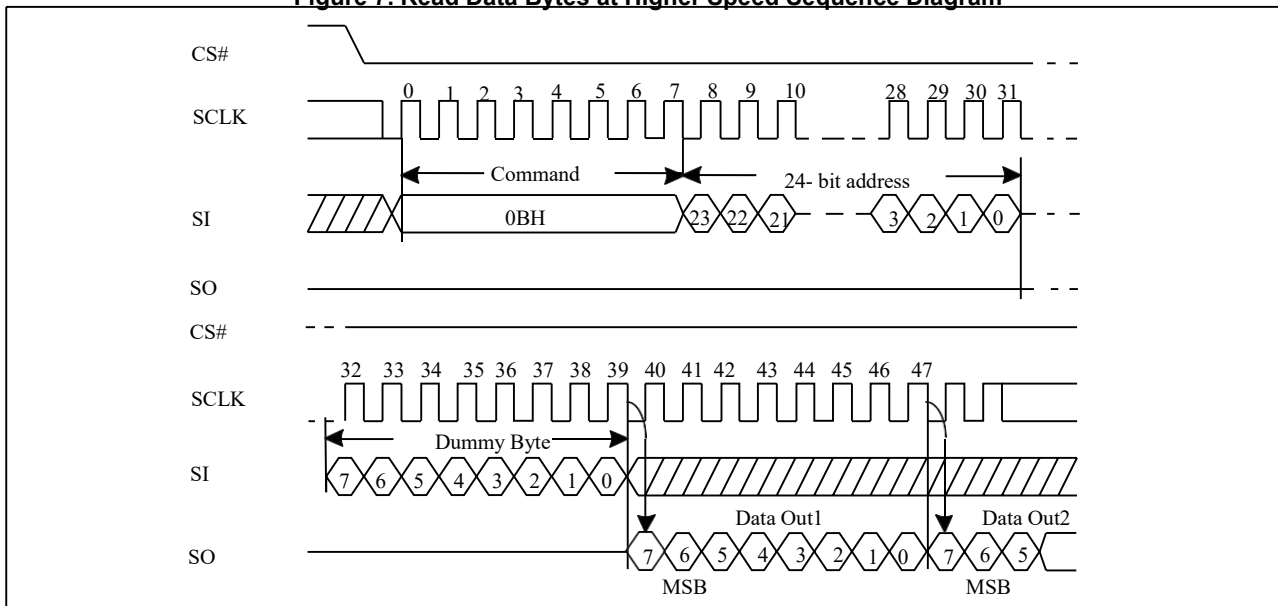 Figure 7. Read Data Bytes at Higher Speed Sequence Diagram
CS#
0 1 2 3 4 5 6 7 8 9 10 28 29 30 31
SCLK
Command 24- bit address
SI 0BH 23 22 21 3 2 1 0
SO
CS#
32 33 34 35 36 37 38 39 40 41 42 43 44 45 46 47
SCLK
Dummy Byte
SI 7 6 5 4 3 2 1 0
Data Out1 Data Out2
SO 7 6 5 4 3 2 1 0 7 6 5
MSB MSB